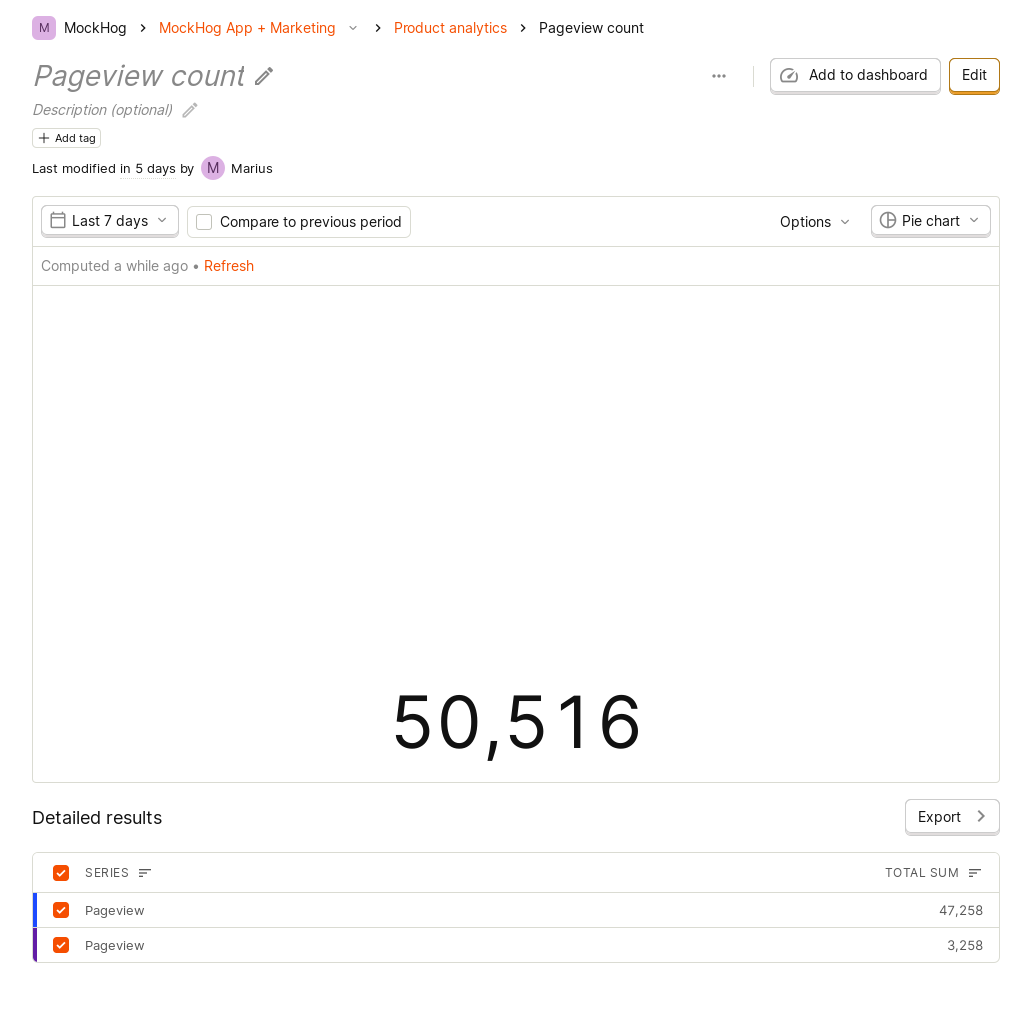 M MockHog MockHog App + Marketing Product analytics Pageview count
Pageview count
Add to dashboard Edit
Description (optional)
Add tag
Last modified in 5 days by M Marius
Last 7 days Compare to previous period Options Pie chart
Computed a while ago • Refresh
50,516
Detailed results Export
SERIES TOTAL SUM
Pageview 47,258
Pageview 3,258